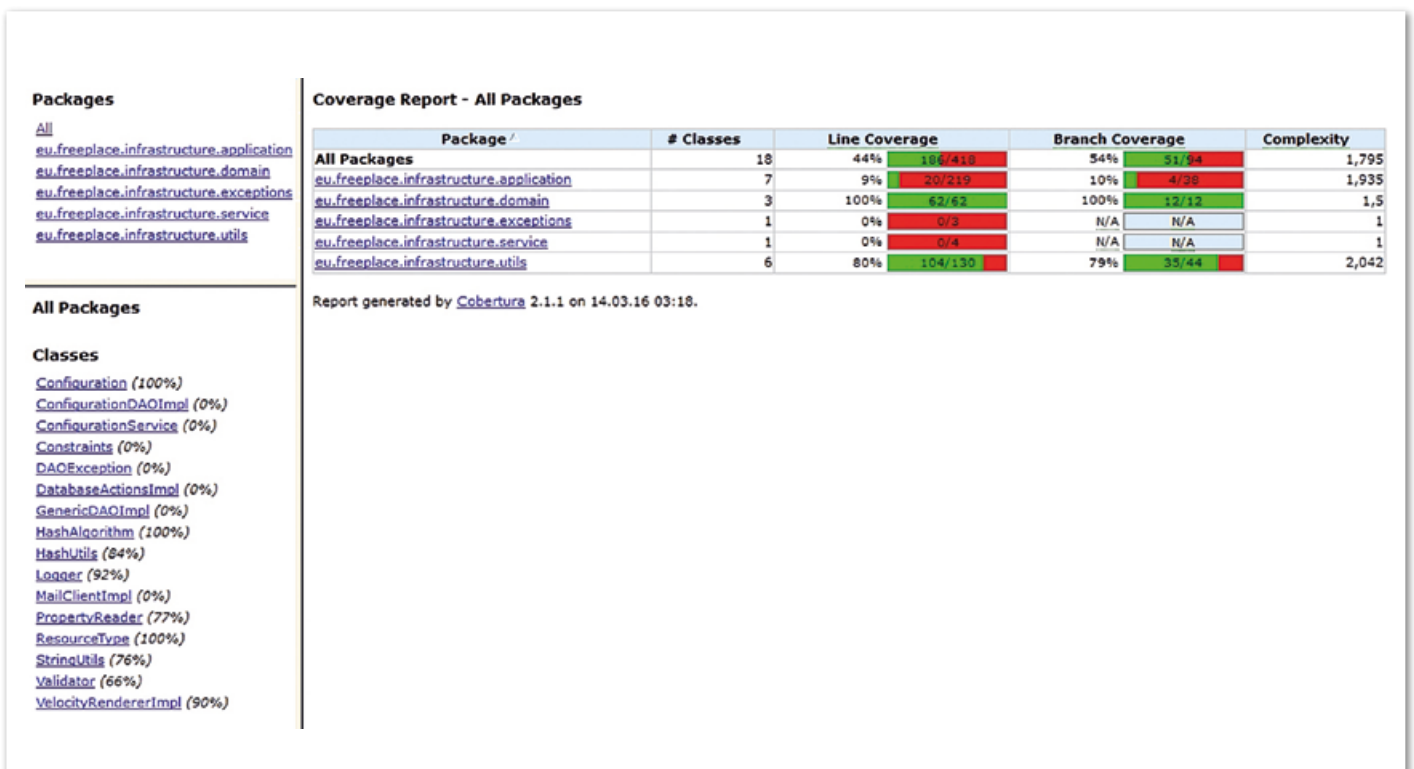 Packages
All
eu.freeplace.infrastructure.application
eu.freeplace.infrastructure.domain
eu.freeplace.infrastructure.exceptions
eu.freeplace.infrastructure.service
eu.freeplace.infrastructure.utils
All Packages
Classes
Configuration (100%)
ConfigurationDAOImpl (0%)
ConfigurationService (0%)
Constraints (0%)
DAOException (0%)
DatabaseActionsImpl (0%)
GenericDAOImpl (0%)
HashAlgorithm (100%)
HashUtils (84%)
Logger (92%)
MailClientImpl (0%)
PropertyReader (77%)
ResourceType (100%)
StringUtils (76%)
Validator (66%)
VelocityRendererImpl (90%)
Coverage Report - All Packages
Package # Classes Line Coverage Branch Coverage Complexity
All Packages 18 44% 186/418 54% 51/94 1,795
eu.freeplace.infrastructure.application 7 9% 20/219 10% 4/38 1,935
eu.freeplace.infrastructure.domain 3 100% 62/62 100% 12/12 1,5
eu.freeplace.infrastructure.exceptions 1 0% 0/3 N/A N/A 1
eu.freeplace.infrastructure.service 1 0% 0/4 N/A N/A 1
eu.freeplace.infrastructure.utils 6 80% 104/130 79% 35/44 2,042
Report generated by Cobertura 2.1.1 on 14.03.16 03:18.